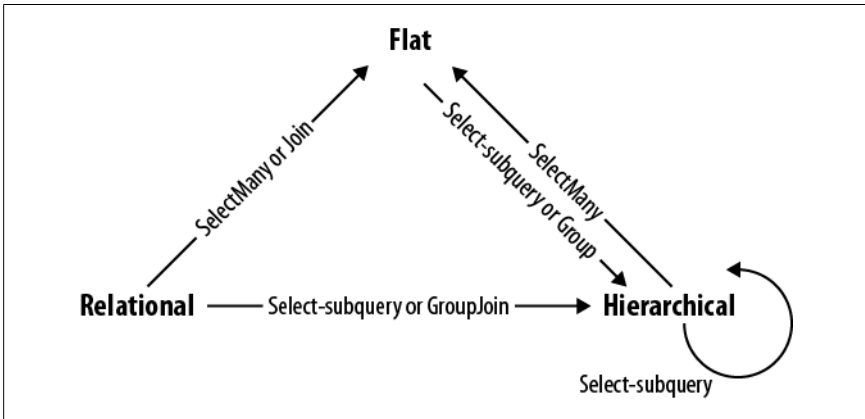 Flat
SelectMany or Join
Select-subquery or Group
SelectMany
Relational
Select-subquery or GroupJoin
Hierarchical
Select-subquery